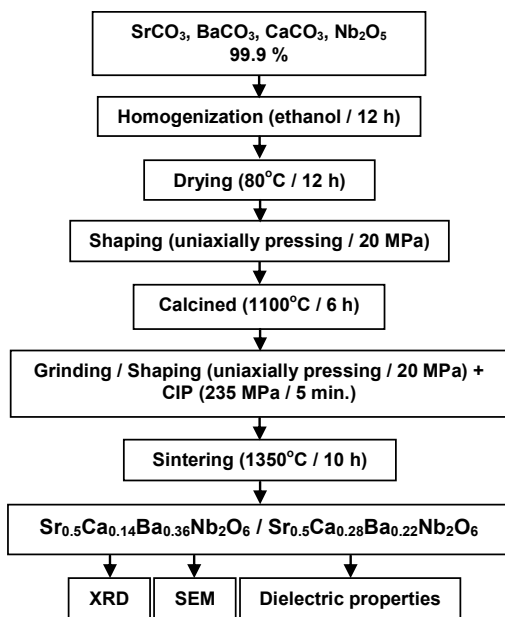 SrCO₃, BaCO₃, CaCO₃, Nb₂O₅
99.9 %
Homogenization (ethanol / 12 h)
Drying (80°C / 12 h)
Shaping (uniaxially pressing / 20 MPa)
Calcined (1100°C / 6 h)
Grinding / Shaping (uniaxially pressing / 20 MPa) +
CIP (235 MPa / 5 min.)
Sintering (1350°C / 10 h)
Sr₀.₅Ca₀.₁₄Ba₀.₃₆Nb₂O₆ / Sr₀.₅Ca₀.₂₈Ba₀.₂₂Nb₂O₆
XRD
SEM
Dielectric properties